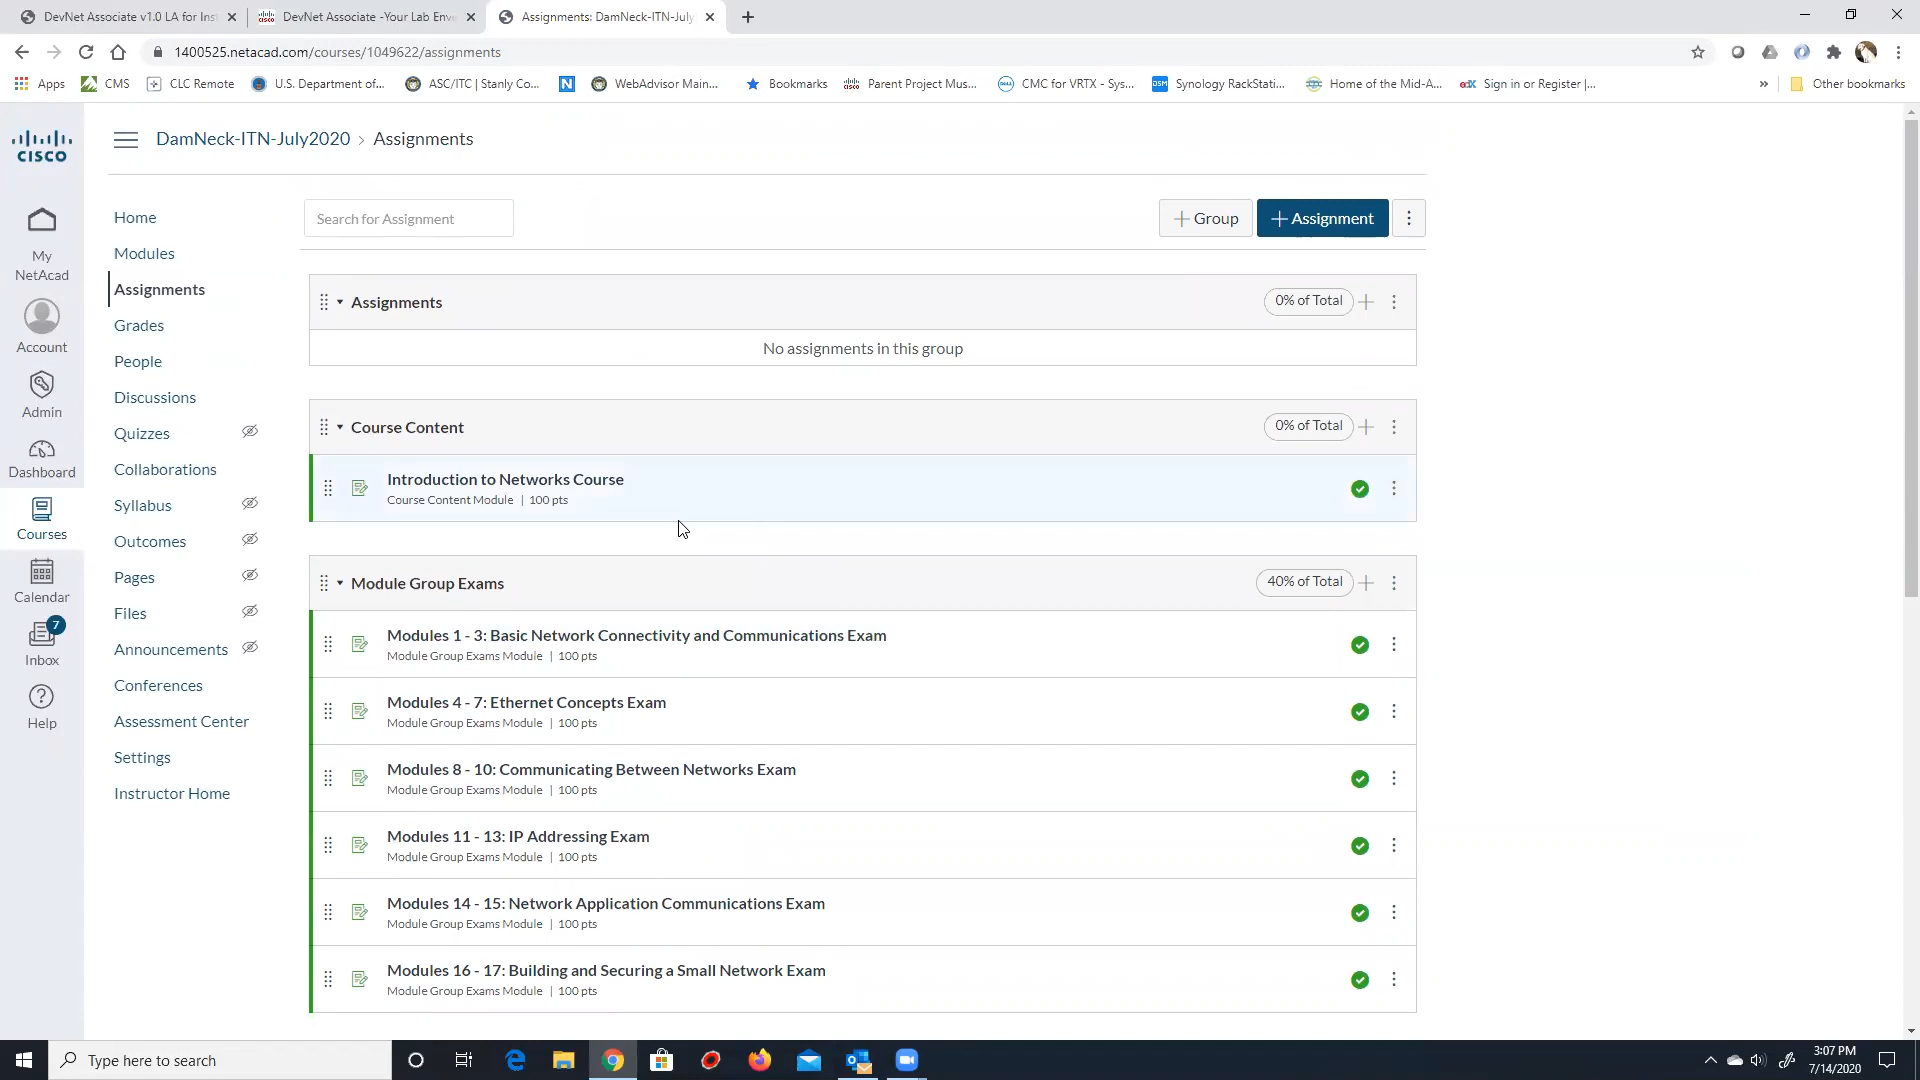 DevNet Associate v1.0 LA for Inst
DevNet Associate -Your Lab Envi
Assignments: DamNeck-ITN-July
1400525.netacad.com/courses/1049622/assignments
Apps
CMS
CLC Remote
U.S. Department of...
ASC/ITC | Stanly Co...
N
WebAdvisor Main...
Bookmarks
Parent Project Mus...
CMC for VRTX - Sys...
DSM
Synology RackStati...
Home of the Mid-A...
edX
Sign in or Register |...
»
Other bookmarks
CISCO
My NetAcad
Account
Admin
Dashboard
Courses
Calendar
7
Inbox
Help
DamNeck-ITN-July2020 › Assignments
Home
Modules
Assignments
Grades
People
Discussions
Quizzes
Collaborations
Syllabus
Outcomes
Pages
Files
Announcements
Conferences
Assessment Center
Settings
Instructor Home
Search for Assignment
+ Group
+ Assignment
Assignments
0% of Total
No assignments in this group
Course Content
0% of Total
Introduction to Networks Course
Course Content Module | 100 pts
Module Group Exams
40% of Total
Modules 1 - 3: Basic Network Connectivity and Communications Exam
Module Group Exams Module | 100 pts
Modules 4 - 7: Ethernet Concepts Exam
Module Group Exams Module | 100 pts
Modules 8 - 10: Communicating Between Networks Exam
Module Group Exams Module | 100 pts
Modules 11 - 13: IP Addressing Exam
Module Group Exams Module | 100 pts
Modules 14 - 15: Network Application Communications Exam
Module Group Exams Module | 100 pts
Modules 16 - 17: Building and Securing a Small Network Exam
Module Group Exams Module | 100 pts
Type here to search
3:07 PM
7/14/2020